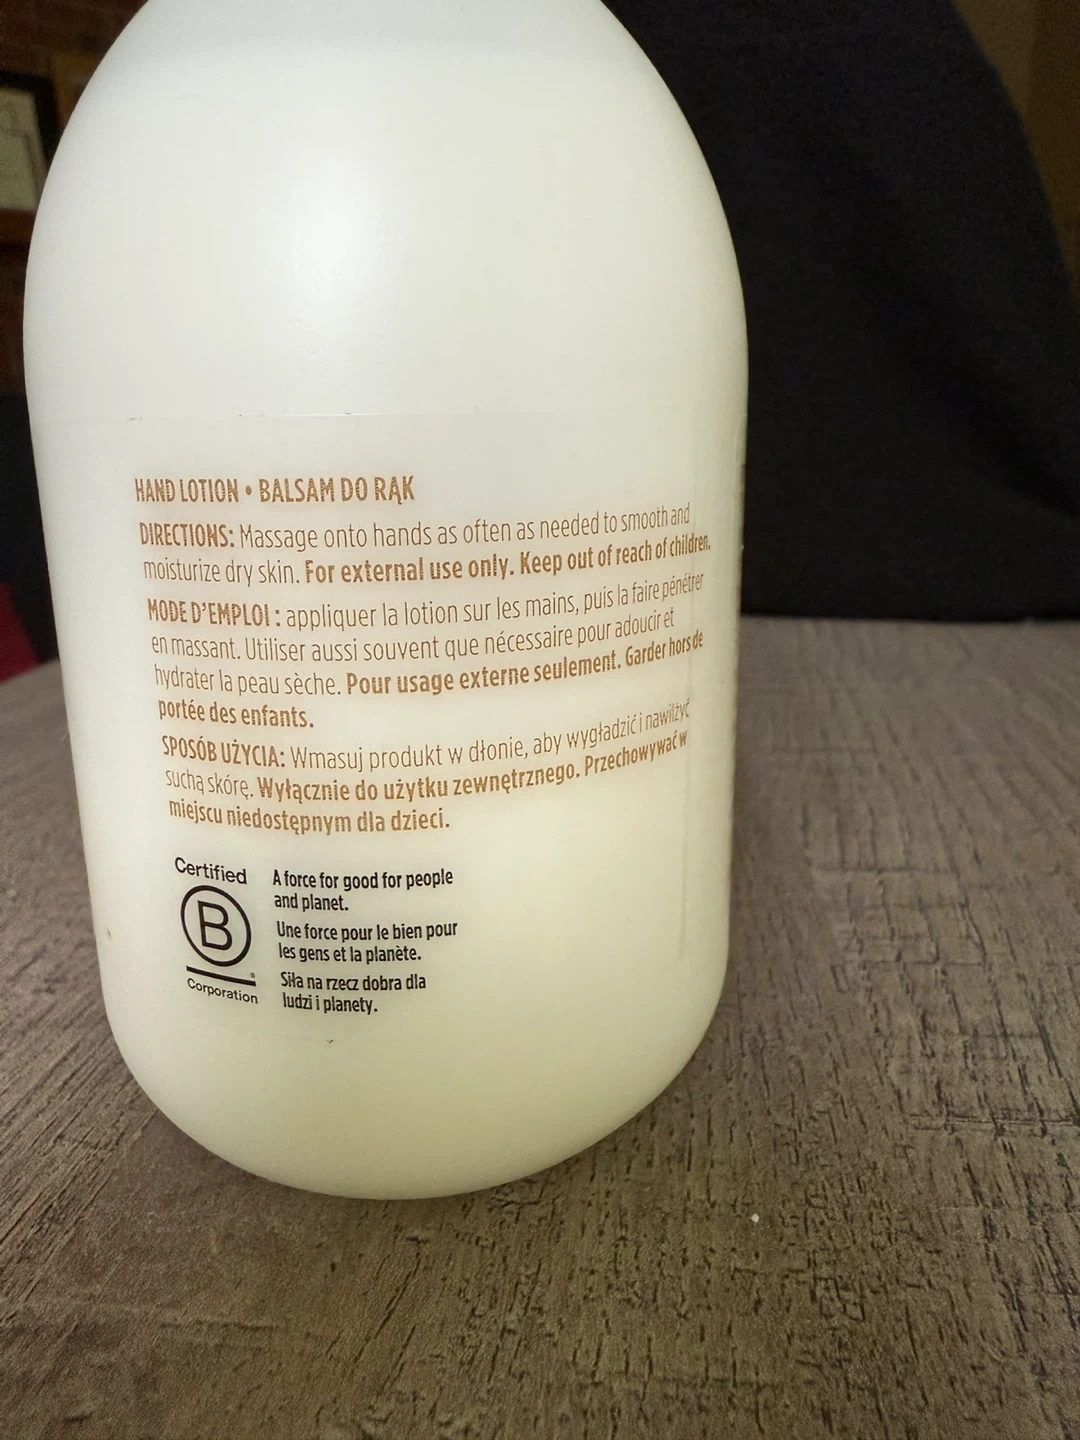 HAND LOTION • BALSAM DO RĄK
DIRECTIONS: Massage onto hands as often as needed to smooth and
moisturize dry skin. For external use only. Keep out of reach of children.
MODE D'EMPLOI : appliquer la lotion sur les mains, puis la faire pénétrer
en massant. Utiliser aussi souvent que nécessaire pour adoucir et
hydrater la peau sèche. Pour usage externe seulement. Garder hors de
portée des enfants.
SPOSÓB UŻYCIA: Wmasuj produkt w dłonie, aby wygładzić i nawilżyć
suchą skórę. Wyłącznie do użytku zewnętrznego. Przechowywać w
miejscu niedostępnym dla dzieci.
Certified
B
®
Corporation
A force for good for people
and planet.
Une force pour le bien pour
les gens et la planète.
Siła na rzecz dobra dla
ludzi i planety.